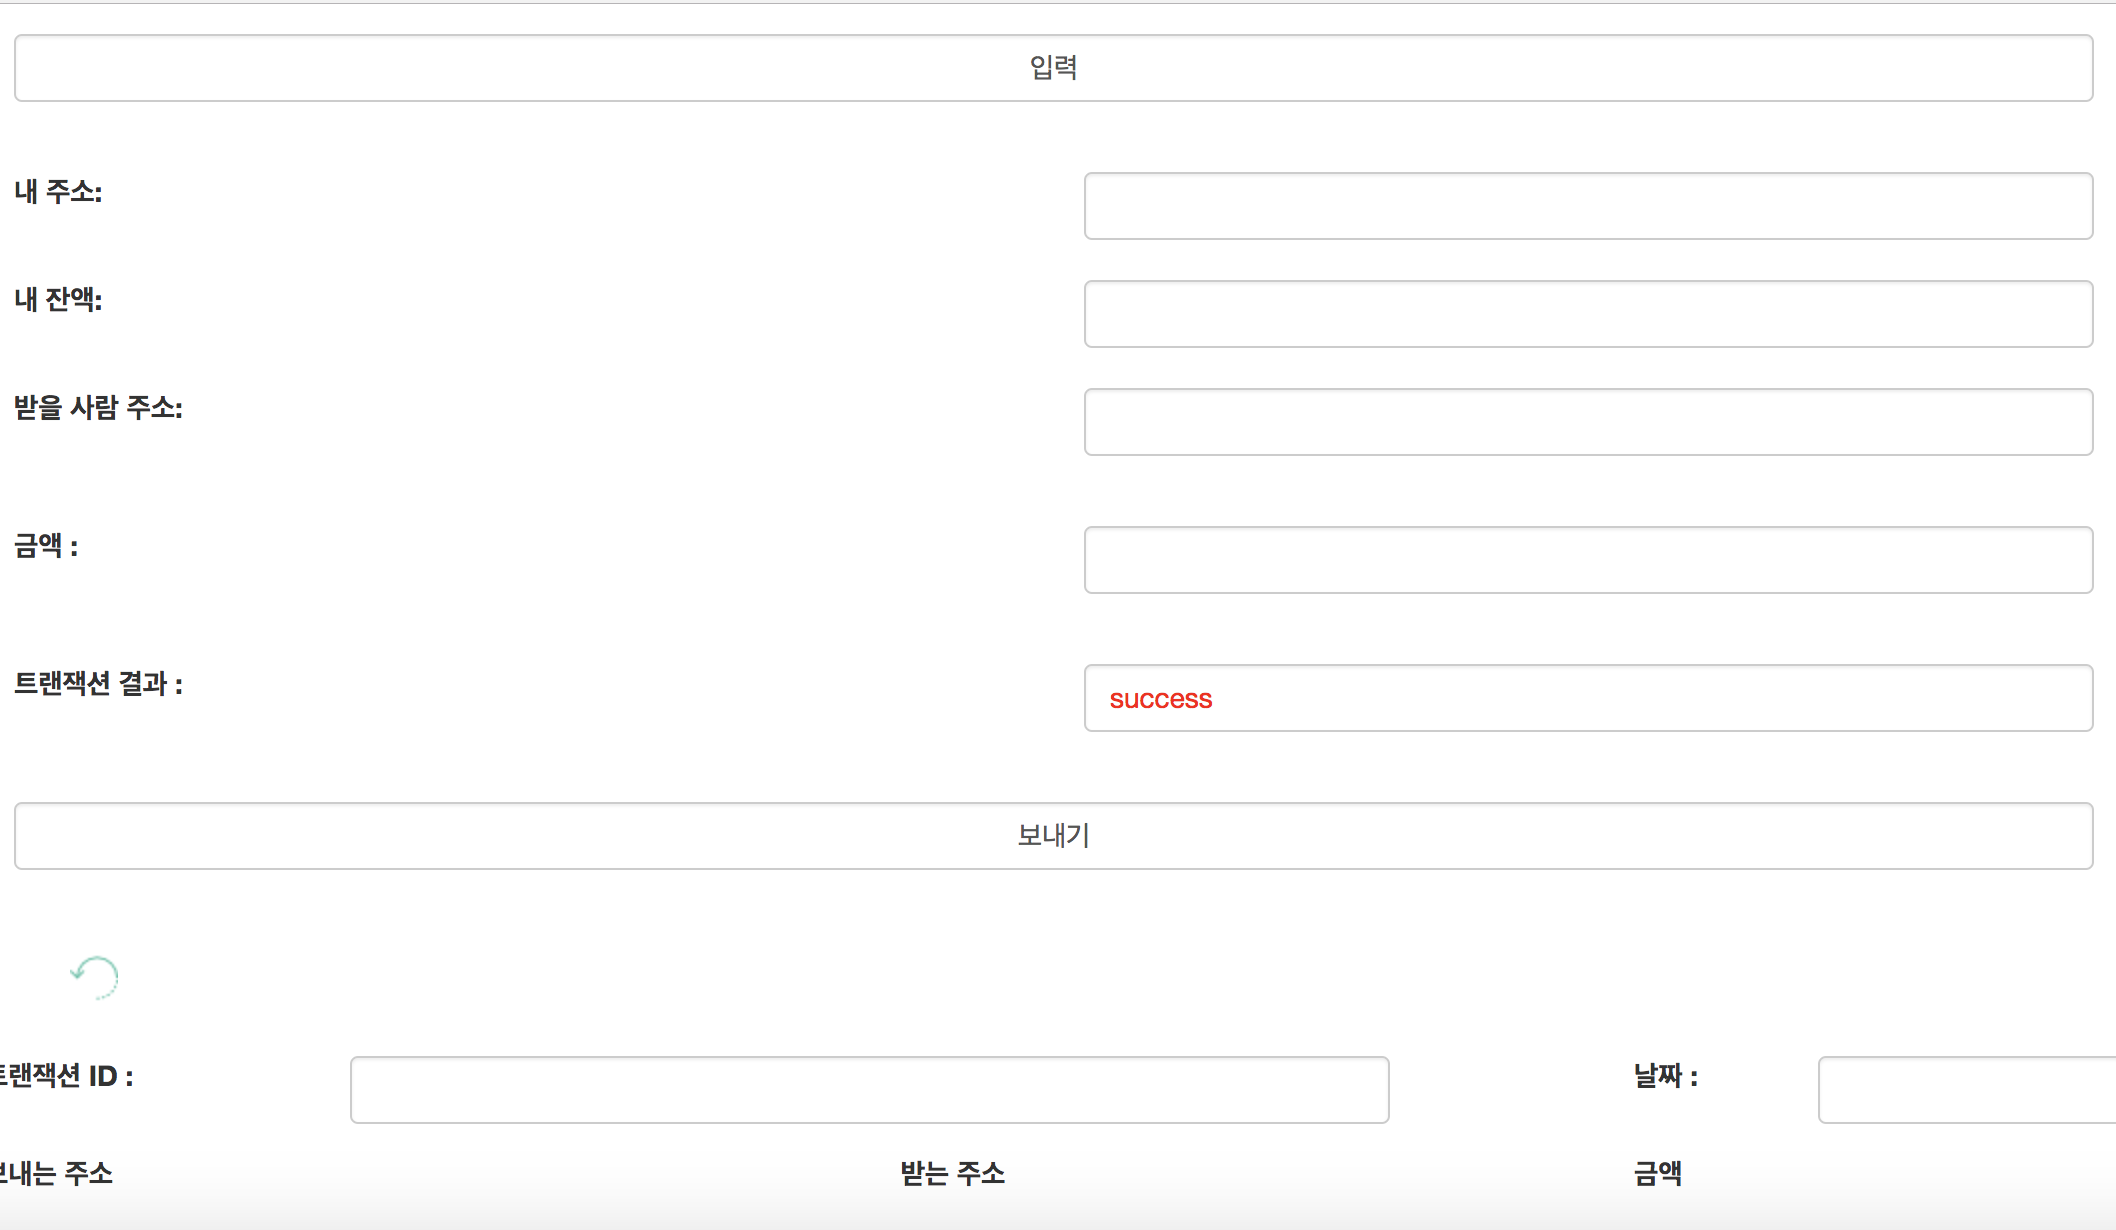 입력
내 주소:
내 잔액:
받을 사람 주소:
금액 :
트랜잭션 결과 : success
보내기
트랜잭션 ID : 날짜 :
보내는 주소 받는 주소 금액